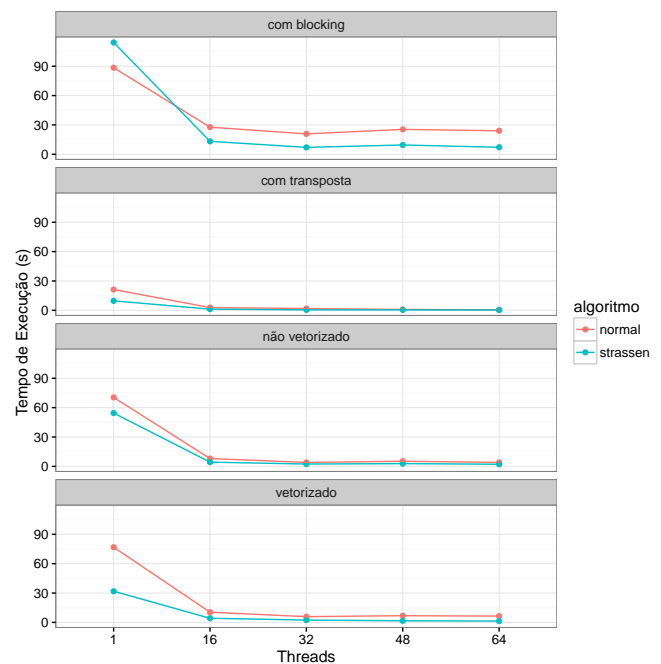 com blocking
90
60
30
0
com transposta
90
60
30
0
não vetorizado
90
60
30
0
vetorizado
90
60
30
0
1 16 32 48 64
Threads
Tempo de Execução (s)
algoritmo
normal
strassen